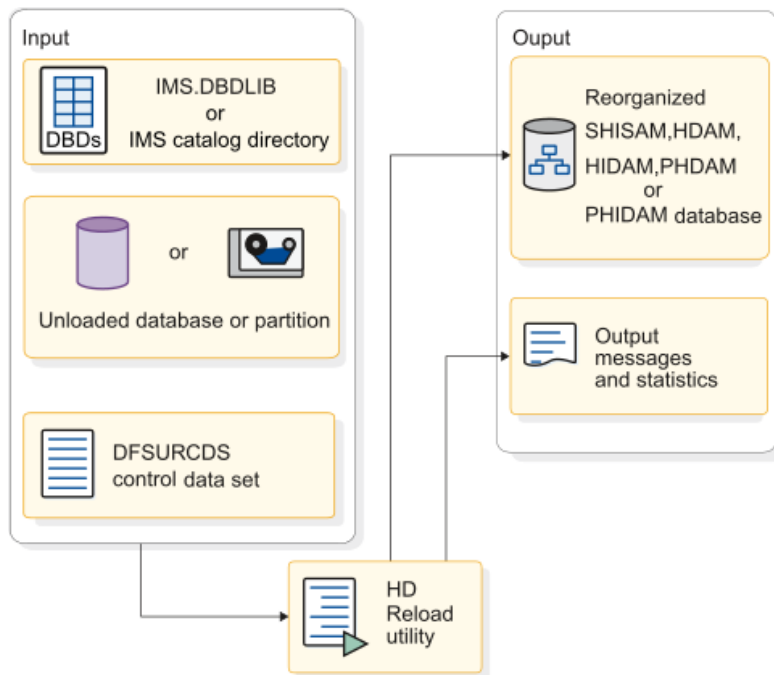 Input
IMS.DBDLIB
or
IMS catalog directory
DBDs
or
Unloaded database or partition
DFSURCDS
control data set
HD
Reload
utility
Ouput
Reorganized
SHISAM,HDAM,
HIDAM,PHDAM
or
PHIDAM database
Output
messages
and statistics